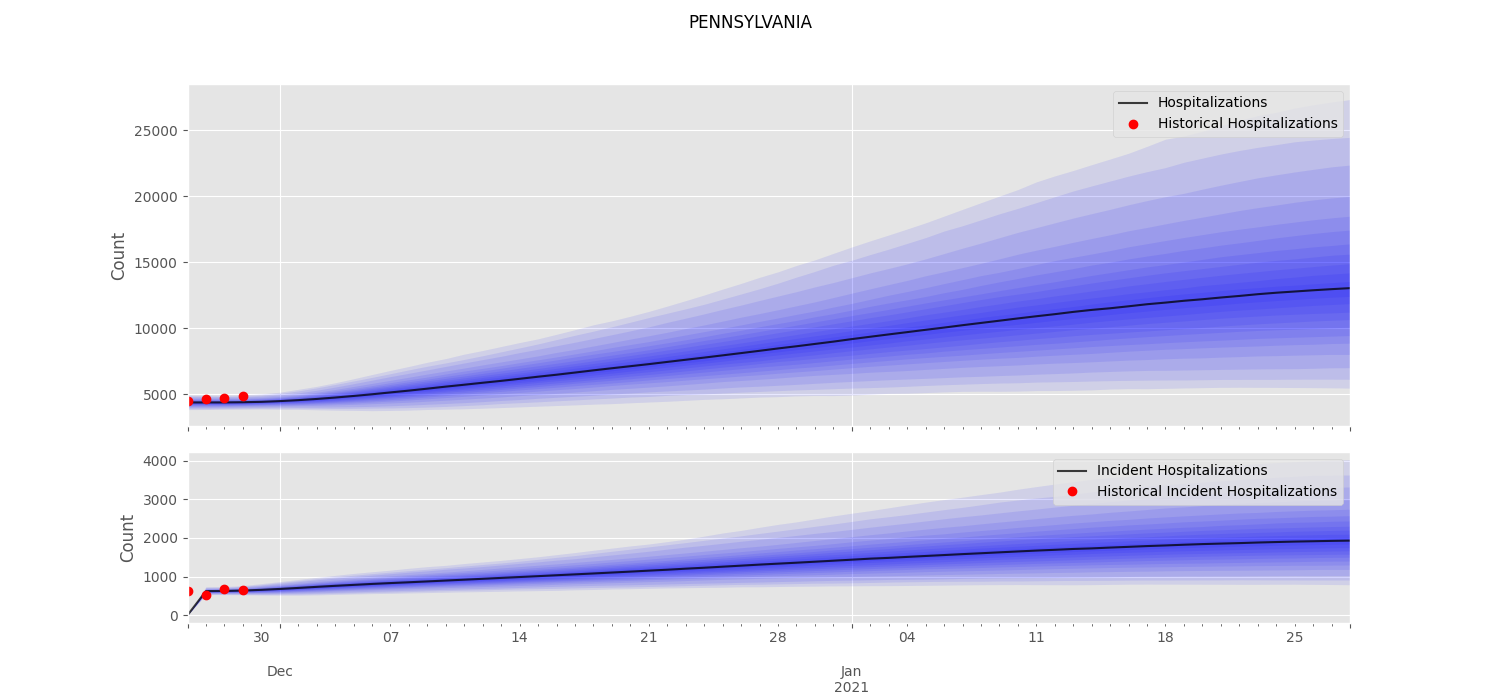 PENNSYLVANIA
Hospitalizations
Historical Hospitalizations
25000
20000
15000
10000
5000
Count
Incident Hospitalizations
Historical Incident Hospitalizations
4000
3000
2000
1000
0
Count
30 07 14 21 28 04 11 18 25
Dec Jan
2021